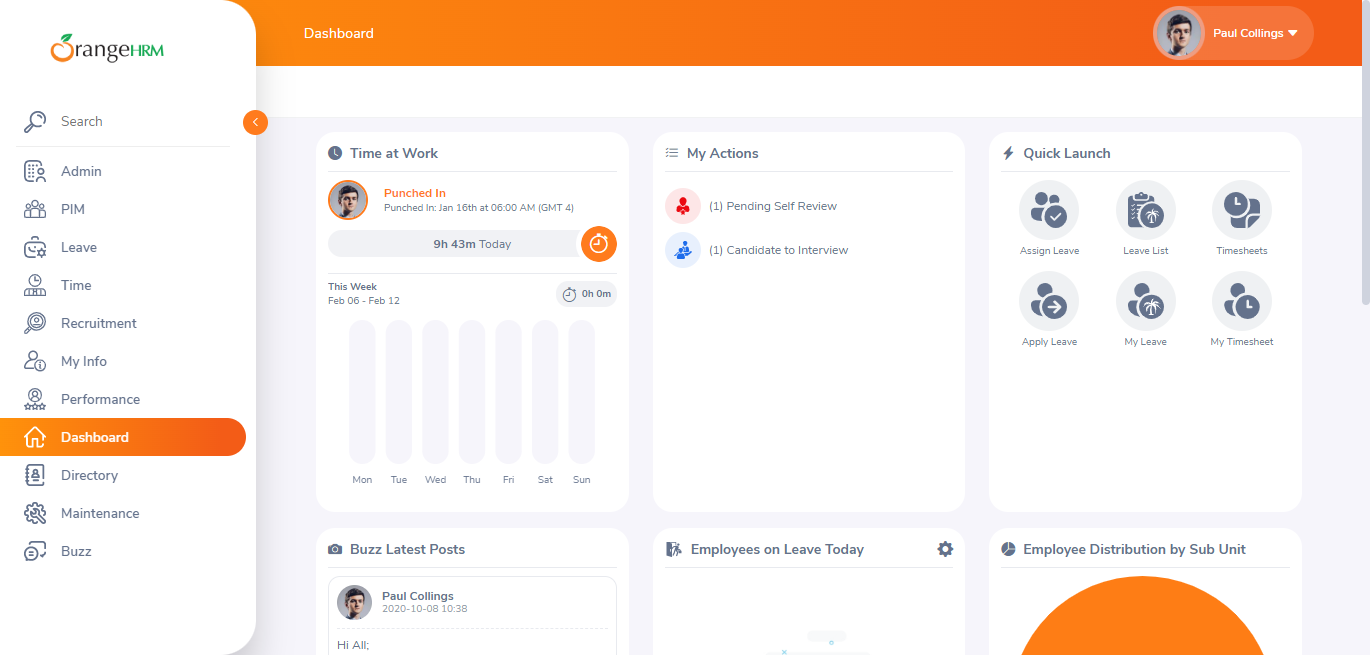 OrangeHRM
Search
Admin
PIM
Leave
Time
Recruitment
My Info
Performance
Dashboard
Directory
Maintenance
Buzz
Dashboard
Paul Collings
Time at Work
Punched In
Punched In: Jan 16th at 06:00 AM (GMT 4)
9h 43m Today
This Week
Feb 06 - Feb 12
0h 0m
Mon Tue Wed Thu Fri Sat Sun
My Actions
(1) Pending Self Review
(1) Candidate to Interview
Quick Launch
Assign Leave Leave List Timesheets
Apply Leave My Leave My Timesheet
Buzz Latest Posts
Paul Collings
2020-10-08 10:38
Hi All;
Employees on Leave Today
Employee Distribution by Sub Unit